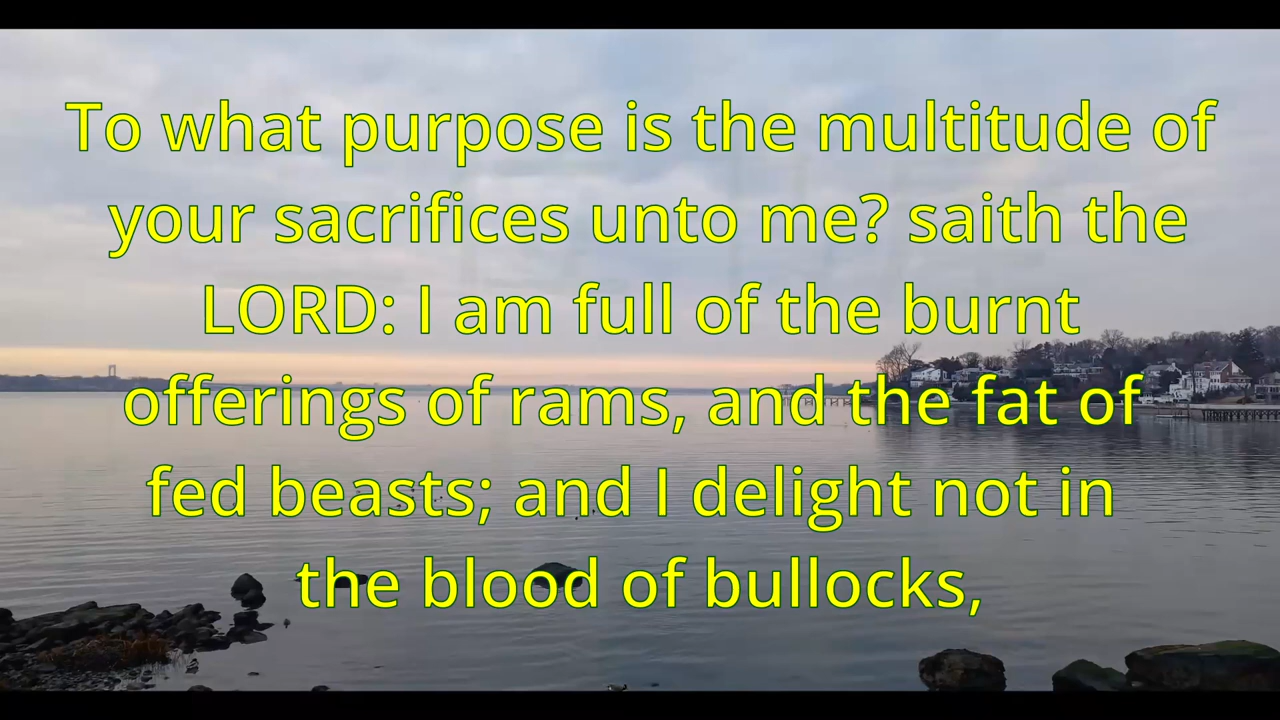 To what purpose is the multitude of
your sacrifices unto me? saith the
LORD: I am full of the burnt
offerings of rams, and the fat of
fed beasts; and I delight not in
the blood of bullocks,